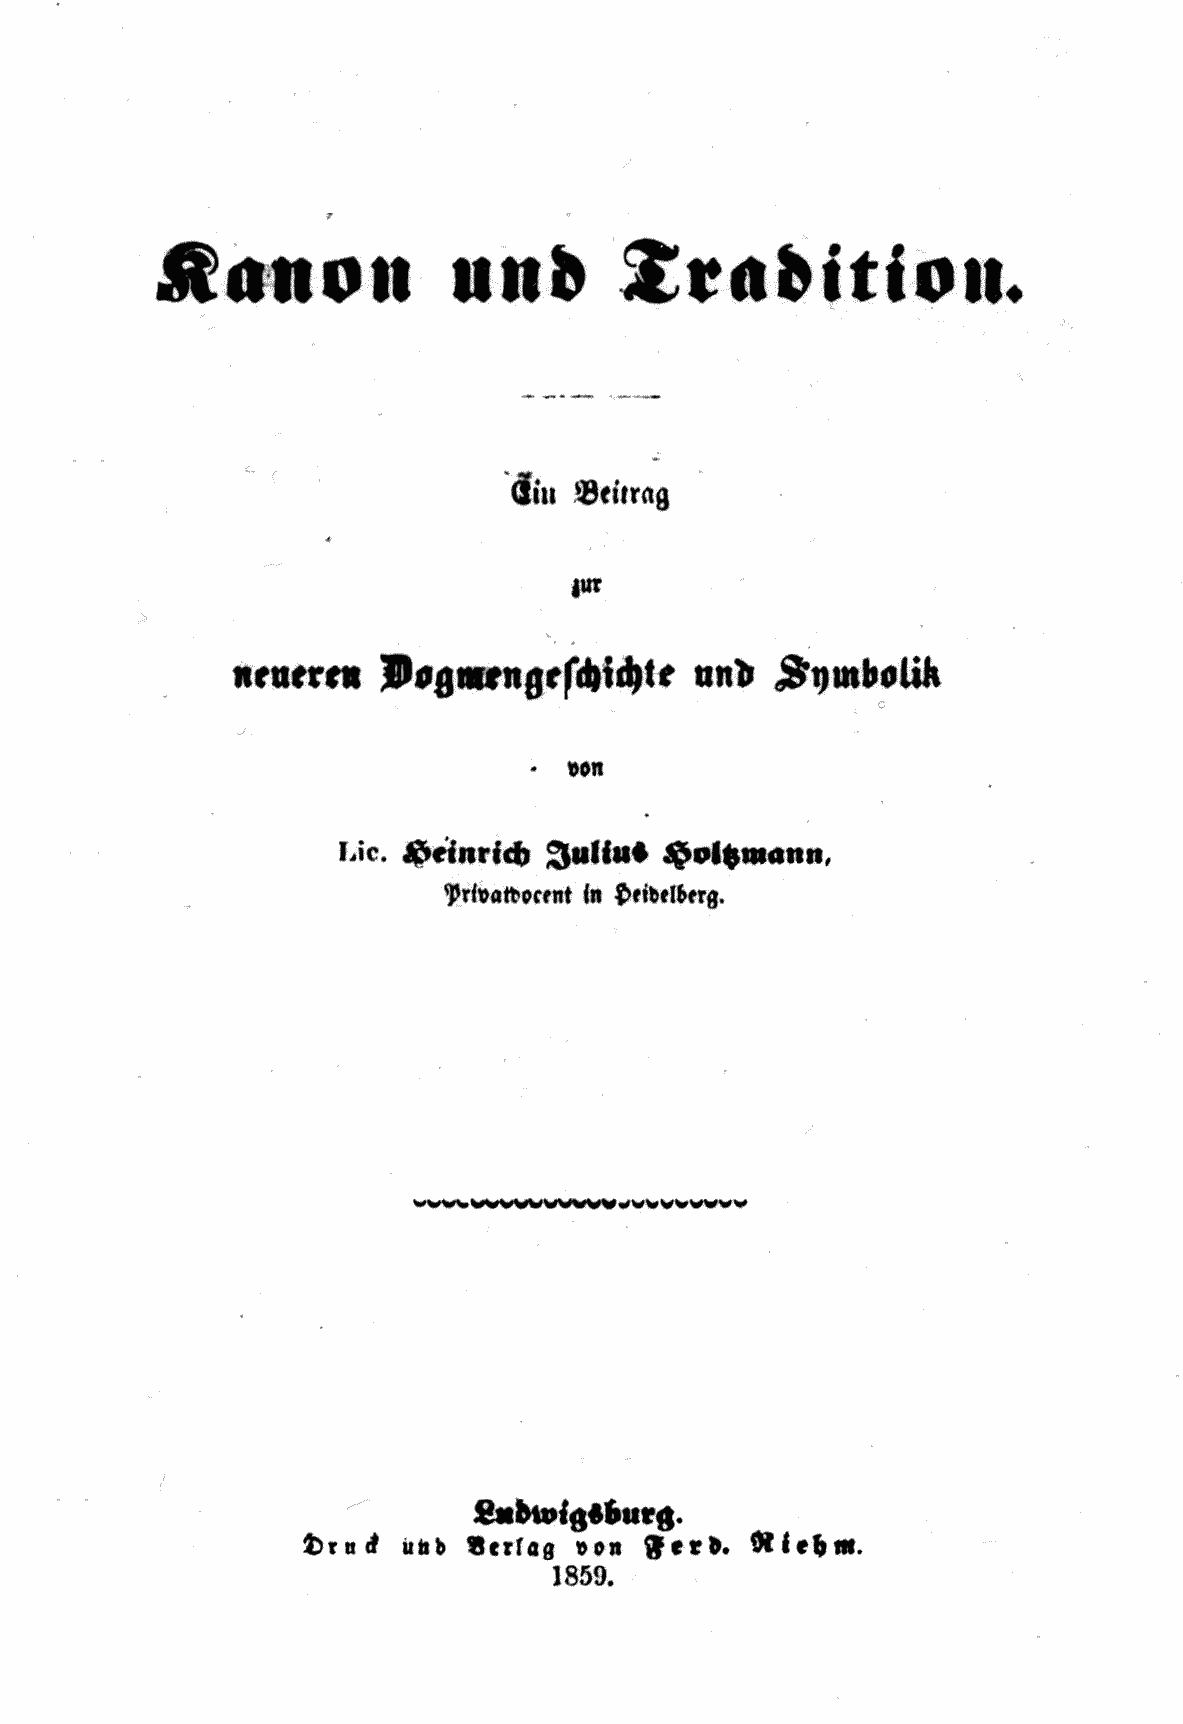 Kanon und Tradition.
Ein Beitrag
zur
neueren Dogmengeschichte und Symbolik
von
Lic. Heinrich Julius Holtzmann,
Privatdocent in Heidelberg.
Ludwigsburg.
Druck und Verlag von Ferd. Riehm.
1859.